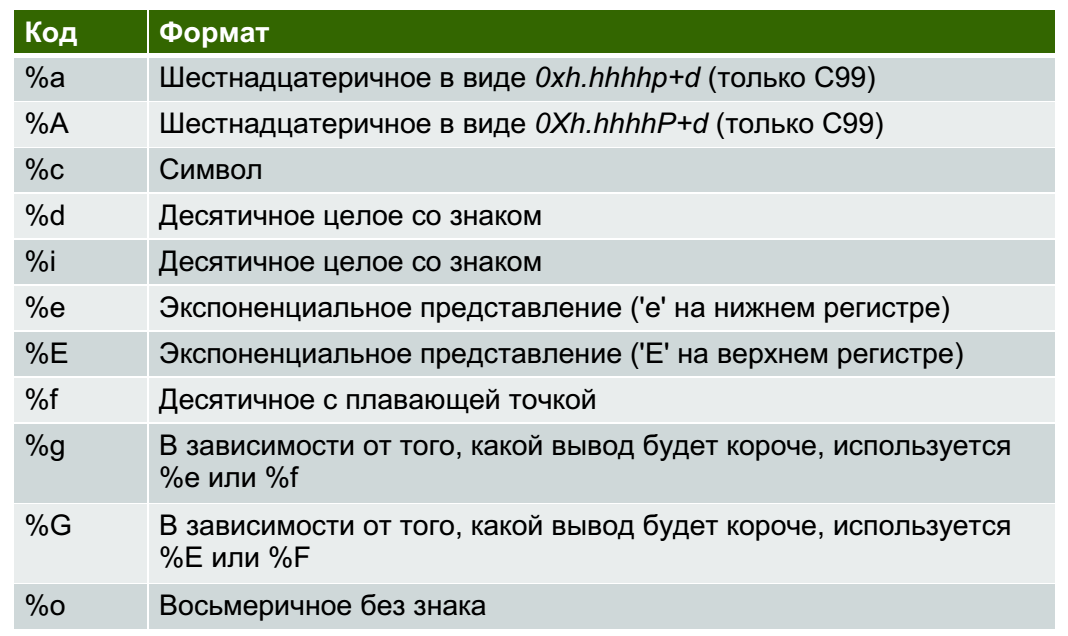 Код Формат
%a Шестнадцатеричное в виде 0xh.hhhhp+d (только C99)
%A Шестнадцатеричное в виде 0Xh.hhhhP+d (только C99)
%c Символ
%d Десятичное целое со знаком
%i Десятичное целое со знаком
%e Экспоненциальное представление ('e' на нижнем регистре)
%E Экспоненциальное представление ('E' на верхнем регистре)
%f Десятичное с плавающей точкой
%g В зависимости от того, какой вывод будет короче, используется
%e или %f
%G В зависимости от того, какой вывод будет короче, используется
%E или %F
%o Восьмеричное без знака